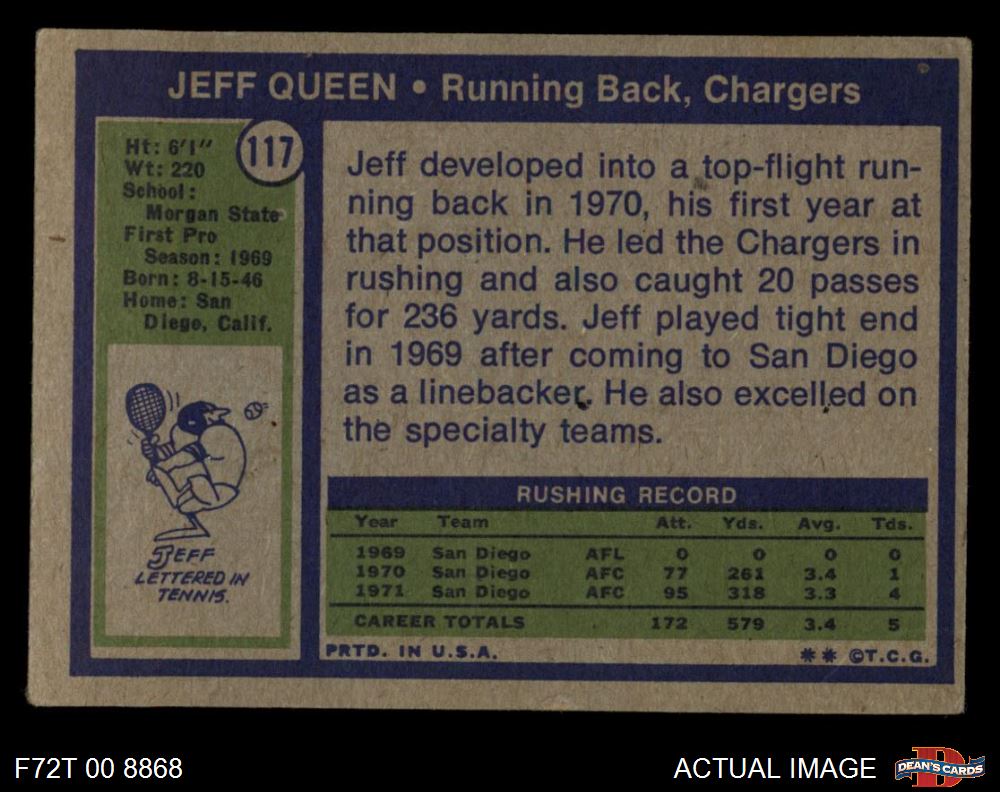 JEFF QUEEN • Running Back, Chargers
117
Ht: 6'1"
Wt: 220
School:
Morgan State
First Pro
Season: 1969
Born: 8-15-46
Home: San
Diego, Calif.
JEFF
LETTERED IN
TENNIS.
Jeff developed into a top-flight run-
ning back in 1970, his first year at
that position. He led the Chargers in
rushing and also caught 20 passes
for 236 yards. Jeff played tight end
in 1969 after coming to San Diego
as a linebacker. He also excelled on
the specialty teams.
RUSHING RECORD
Year Team Att. Yds. Avg. Tds.
1969 San Diego AFL 0 0 0 0
1970 San Diego AFC 77 261 3.4 1
1971 San Diego AFC 95 318 3.3 4
CAREER TOTALS 172 579 3.4 5
PRTD. IN U.S.A. ** ©T.C.G.
F72T 00 8868 ACTUAL IMAGE D DEAN'S CARDS